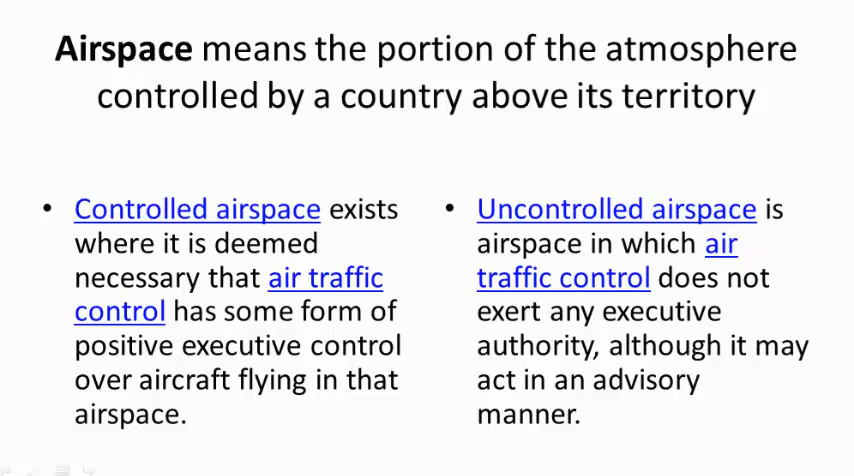 Airspace means the portion of the atmosphere
controlled by a country above its territory
• Controlled airspace exists
where it is deemed
necessary that air traffic
control has some form of
positive executive control
over aircraft flying in that
airspace.
• Uncontrolled airspace is
airspace in which air
traffic control does not
exert any executive
authority, although it may
act in an advisory
manner.